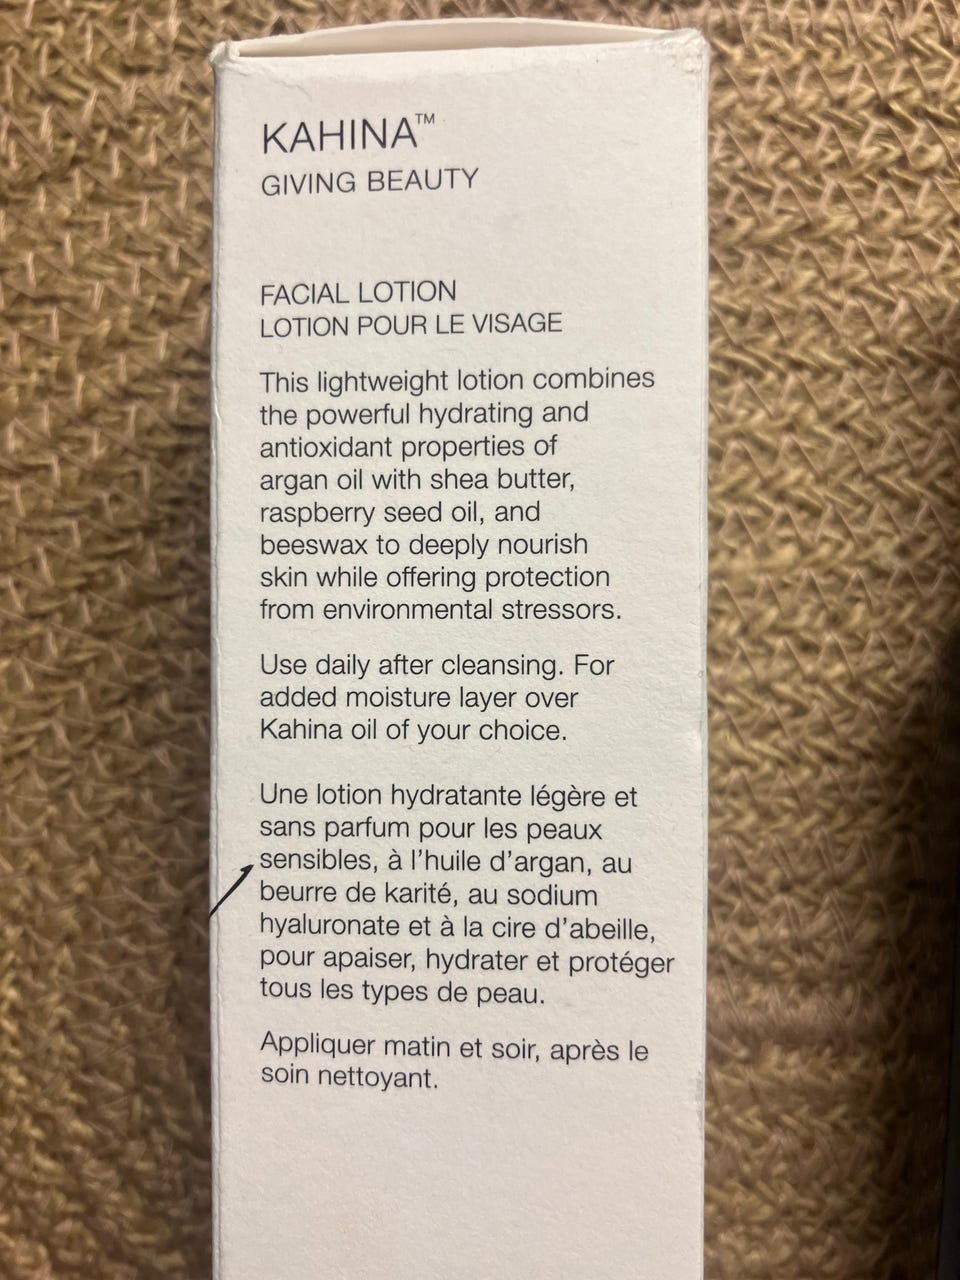 KAHINA™
GIVING BEAUTY
FACIAL LOTION
LOTION POUR LE VISAGE
This lightweight lotion combines
the powerful hydrating and
antioxidant properties of
argan oil with shea butter,
raspberry seed oil, and
beeswax to deeply nourish
skin while offering protection
from environmental stressors.
Use daily after cleansing. For
added moisture layer over
Kahina oil of your choice.
Une lotion hydratante légère et
sans parfum pour les peaux
sensibles, à l'huile d'argan, au
beurre de karité, au sodium
hyaluronate et à la cire d'abeille,
pour apaiser, hydrater et protéger
tous les types de peau.
Appliquer matin et soir, après le
soin nettoyant.